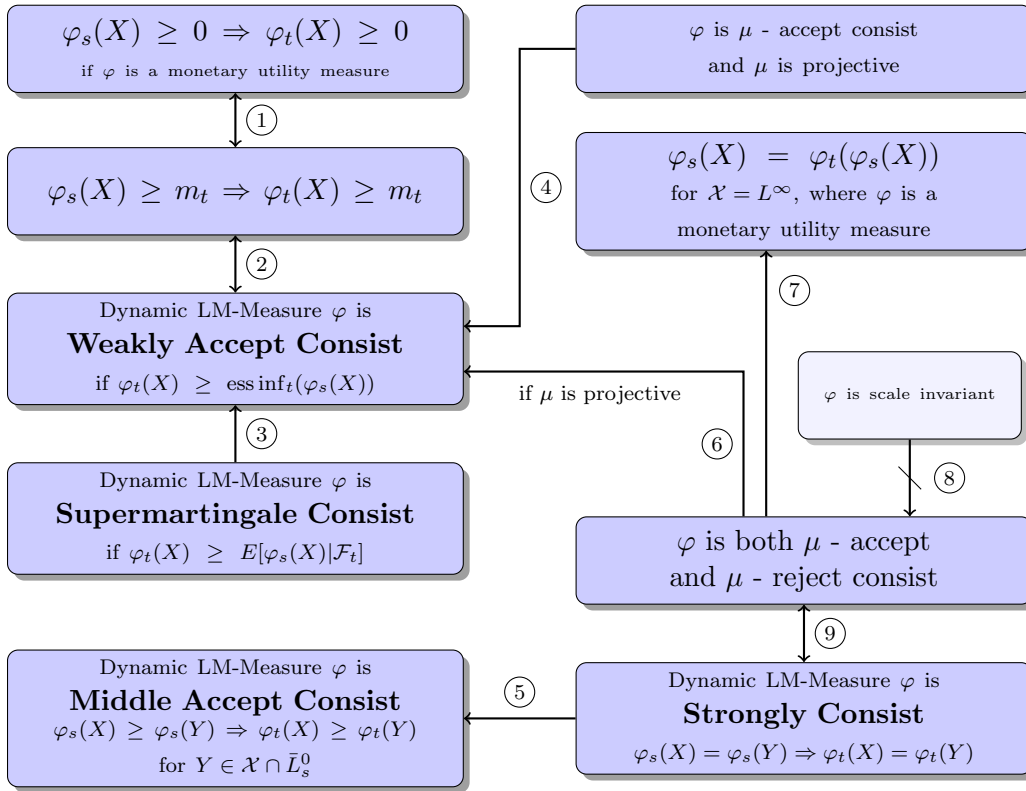 φₛ(X) ≥ 0 ⇒ φₜ(X) ≥ 0
if φ is a monetary utility measure
①
φₛ(X) ≥ mₜ ⇒ φₜ(X) ≥ mₜ
②
Dynamic LM-Measure φ is
Weakly Accept Consist
if φₜ(X) ≥ ess infₜ(φₛ(X))
③
Dynamic LM-Measure φ is
Supermartingale Consist
if φₜ(X) ≥ E[φₛ(X)|𝓕ₜ]
Dynamic LM-Measure φ is
Middle Accept Consist
φₛ(X) ≥ φₛ(Y) ⇒ φₜ(X) ≥ φₜ(Y)
for Y ∈ 𝒳 ∩ L̄ₛ⁰
φ is μ - accept consist
and μ is projective
④
φₛ(X) = φₜ(φₛ(X))
for 𝒳 = L^∞, where φ is a
monetary utility measure
⑦
if μ is projective
⑥
φ is scale invariant
⑧
φ is both μ - accept
and μ - reject consist
⑨
⑤
Dynamic LM-Measure φ is
Strongly Consist
φₛ(X) = φₛ(Y) ⇒ φₜ(X) = φₜ(Y)